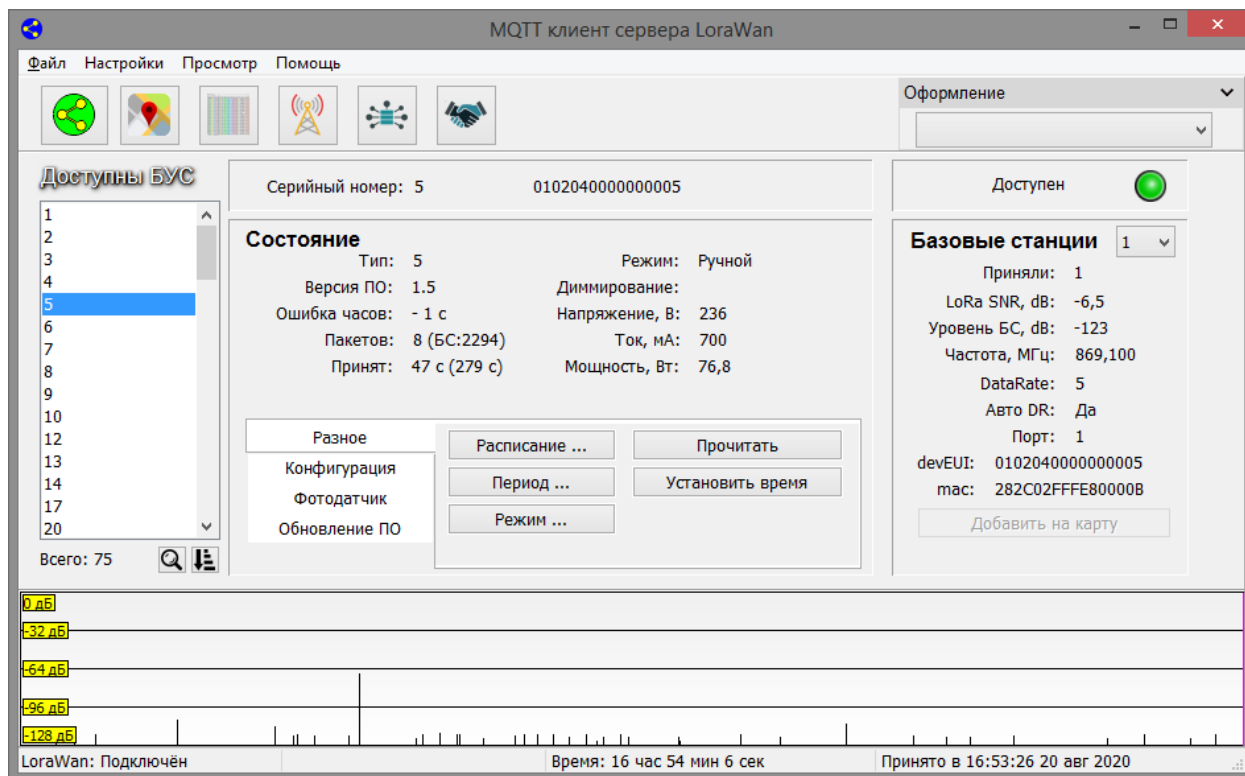 MQTT клиент сервера LoraWan
Файл Настройки Просмотр Помощь
Оформление
Доступны БУС
1
2
3
4
5
6
7
8
9
10
12
13
14
17
20
Всего: 75
Серийный номер: 5 0102040000000005
Доступен
Состояние
Тип: 5 Режим: Ручной
Версия ПО: 1.5 Диммирование:
Ошибка часов: - 1 с Напряжение, В: 236
Пакетов: 8 (БС:2294) Ток, мА: 700
Принят: 47 с (279 с) Мощность, Вт: 76,8
Разное
Конфигурация
Фотодатчик
Обновление ПО
Расписание ... Прочитать
Период ... Установить время
Режим ...
Базовые станции 1
Приняли: 1
LoRa SNR, dB: -6,5
Уровень БС, dB: -123
Частота, МГц: 869,100
DataRate: 5
Авто DR: Да
Порт: 1
devEUI: 0102040000000005
mac: 282C02FFFE80000B
Добавить на карту
0 дБ
-32 дБ
-64 дБ
-96 дБ
-128 дБ
LoraWan: Подключён Время: 16 час 54 мин 6 сек Принято в 16:53:26 20 авг 2020